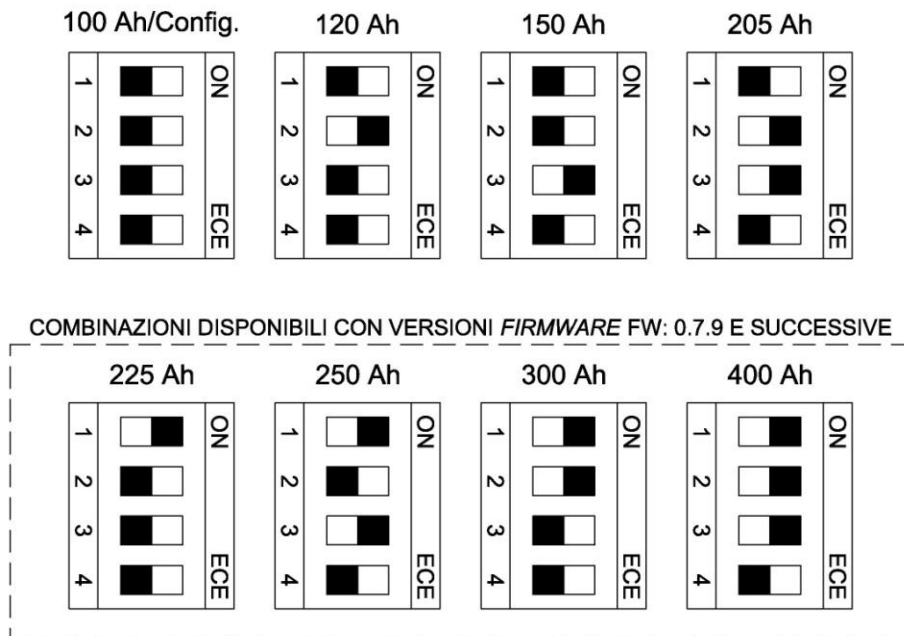 100 Ah/Config. 120 Ah 150 Ah 205 Ah
1 ON 1 ON 1 ON 1 ON
2 2 2 2
3 3 3 3
4 ECE 4 ECE 4 ECE 4 ECE
COMBINAZIONI DISPONIBILI CON VERSIONI FIRMWARE FW: 0.7.9 E SUCCESSIVE
225 Ah 250 Ah 300 Ah 400 Ah
1 ON 1 ON 1 ON 1 ON
2 2 2 2
3 3 3 3
4 ECE 4 ECE 4 ECE 4 ECE